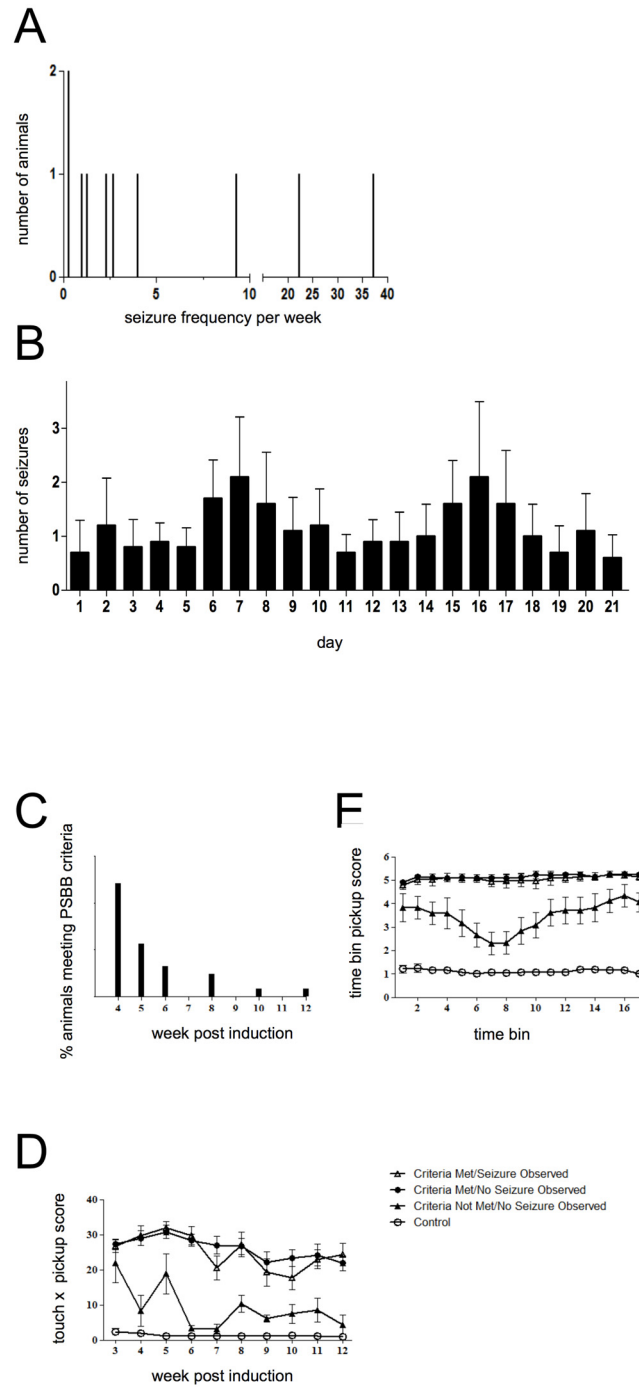 A
number of animals
2
1
0
0 5 10 20 25 30 35 40
seizure frequency per week
B
number of seizures
3
2
1
0
1 2 3 4 5 6 7 8 9 10 11 12 13 14 15 16 17 18 19 20 21
day
C
% animals meeting PSBB criteria
4 5 6 7 8 9 10 11 12
week post induction
time bin pickup score
6
5
4
3
2
1
0
2 4 6 8 10 12 14 16
time bin
D
touch x pickup score
40
30
20
10
0
3 4 5 6 7 8 9 10 11 12
week post induction
Criteria Met/Seizure Observed
Criteria Met/No Seizure Observed
Criteria Not Met/No Seizure Observed
Control